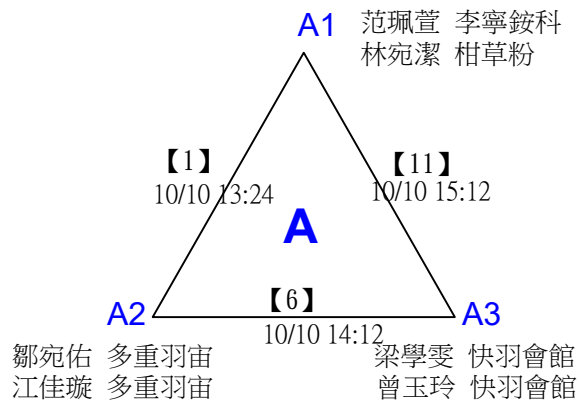 A1 范珮萱 李寧銨科
林宛潔 柑草粉
【1】 【11】
10/10 13:24 10/10 15:12
A
【6】
A2 A3
10/10 14:12
鄒宛佑 多重羽宙 梁學雯 快羽會館
江佳璇 多重羽宙 曾玉玲 快羽會館